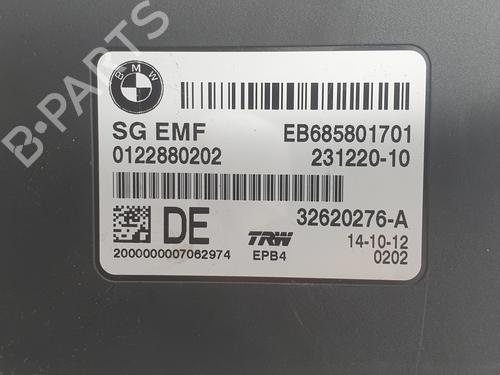 B-PARTS
BMW
SG EMF EB685801701
0122880202 231220-10
32620276-A
DE TRW 14-10-12
2000000007062974 EPB4 0202